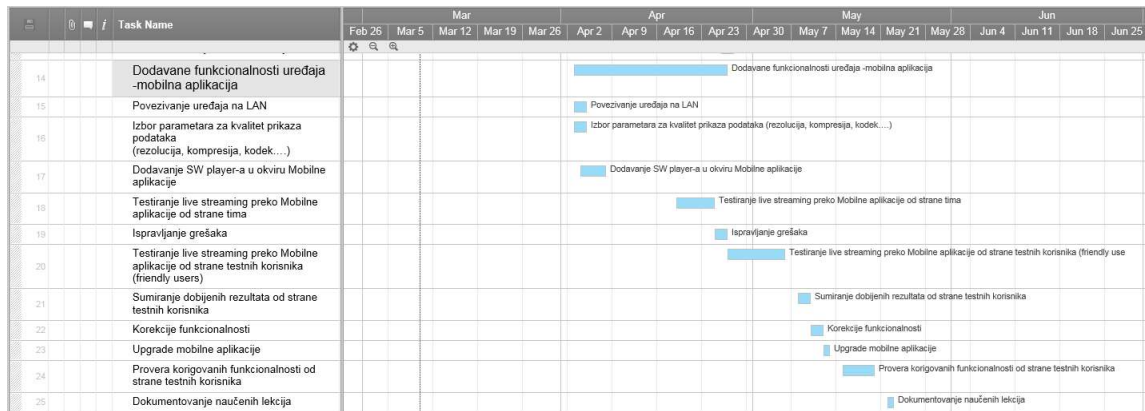 Mar Apr May Jun
Task Name Feb 26 Mar 5 Mar 12 Mar 19 Mar 26 Apr 2 Apr 9 Apr 16 Apr 23 Apr 30 May 7 May 14 May 21 May 28 Jun 4 Jun 11 Jun 18 Jun 25
14 Dodavane funkcionalnosti uređaja
-mobilna aplikacija
Dodavane funkcionalnosti uređaja -mobilna aplikacija
15 Povezivanje uređaja na LAN
Povezivanje uređaja na LAN
16 Izbor parametara za kvalitet prikaza
podataka
(rezolucija, kompresija, kodek....)
Izbor parametara za kvalitet prikaza podataka (rezolucija, kompresija, kodek....)
17 Dodavanje SW player-a u okviru Mobilne
aplikacije
Dodavanje SW player-a u okviru Mobilne aplikacije
18 Testiranje live streaming preko Mobilne
aplikacije od strane tima
Testiranje live streaming preko Mobilne aplikacije od strane tima
19 Ispravljanje grešaka
Ispravljanje grešaka
20 Testiranje live streaming preko Mobilne
aplikacije od strane testnih korisnika
(friendly users)
Testiranje live streaming preko Mobilne aplikacije od strane testnih korisnika (friendly use
21 Sumiranje dobijenih rezultata od strane
testnih korisnika
Sumiranje dobijenih rezultata od strane testnih korisnika
22 Korekcije funkcionalnosti
Korekcije funkcionalnosti
23 Upgrade mobilne aplikacije
Upgrade mobilne aplikacije
24 Provera korigovanih funkcionalnosti od
strane testnih korisnika
Provera korigovanih funkcionalnosti od strane testnih korisnika
25 Dokumentovanje naučenih lekcija
Dokumentovanje naučenih lekcija